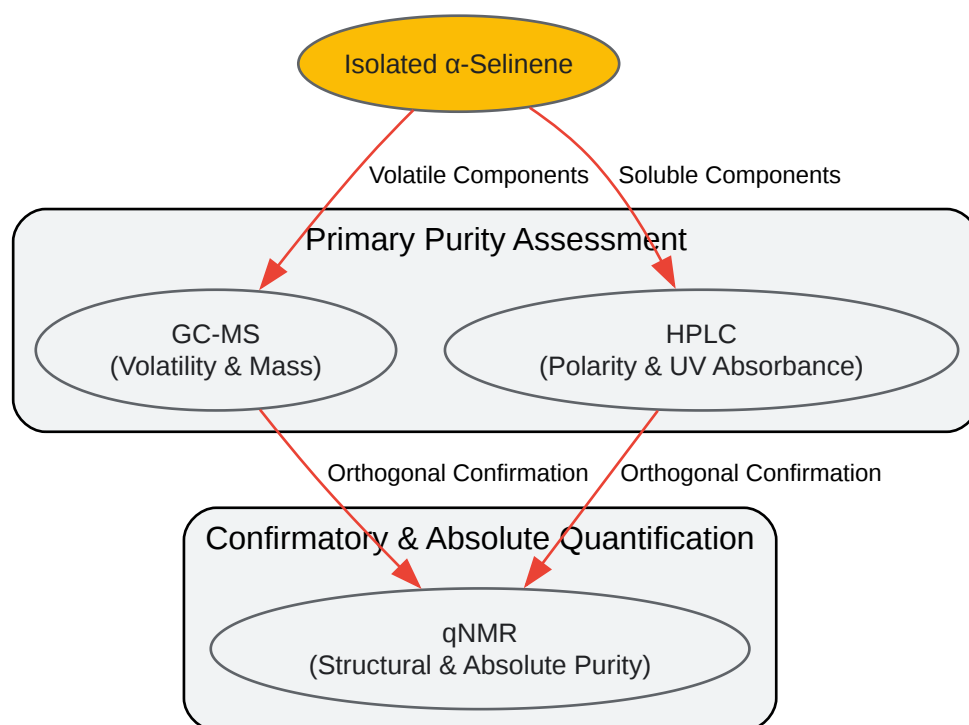 Isolated α-Selinene
Volatile Components
Soluble Components
Primary Purity Assessment
GC-MS
(Volatility & Mass)
HPLC
(Polarity & UV Absorbance)
Orthogonal Confirmation
Orthogonal Confirmation
Confirmatory & Absolute Quantification
qNMR
(Structural & Absolute Purity)